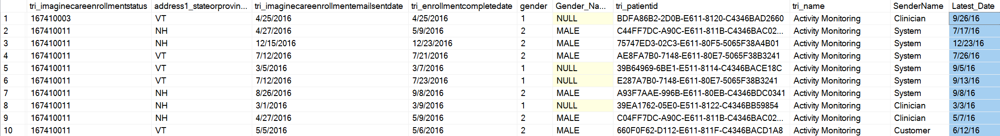 tri_imaginecareenrollmentstatus address1_stateorprovin... tri_imaginecareenrollmentemailsentdate tri_enrollmentcompletedate gender Gender_Na... tri_patientid tri_name SenderName Latest_Date
1 167410003 VT 4/25/2016 4/25/2016 1 NULL BDFA86B2-2D0B-E611-8120-C4346BAD2660 Activity Monitoring Clinician 9/26/16
2 167410011 NH 4/27/2016 5/9/2016 2 MALE C44FF7DC-A90C-E611-811B-C4346BAC02... Activity Monitoring System 7/17/16
3 167410011 NH 12/15/2016 12/23/2016 2 MALE 75747ED3-02C3-E611-80F5-5065F38A4B01 Activity Monitoring System 12/23/16
4 167410011 VT 7/12/2016 7/21/2016 2 MALE AE8FA7B0-7148-E611-80E7-5065F38B3241 Activity Monitoring System 7/26/16
5 167410011 VT 3/5/2016 3/7/2016 1 NULL 39B64969-6BE1-E511-8114-C4346BACE18C Activity Monitoring System 9/5/16
6 167410011 VT 7/12/2016 7/23/2016 1 NULL E287A7B0-7148-E611-80E7-5065F38B3241 Activity Monitoring System 9/13/16
7 167410011 NH 8/26/2016 9/8/2016 2 MALE A93F7AAE-996B-E611-80EB-C4346BDC0341 Activity Monitoring System 9/8/16
8 167410011 NH 3/1/2016 3/9/2016 1 NULL 39EA1762-05E0-E511-8122-C4346BB59854 Activity Monitoring Clinician 3/3/16
9 167410011 NH 4/27/2016 5/9/2016 2 MALE C04FF7DC-A90C-E611-811B-C4346BAC02... Activity Monitoring Clinician 5/7/16
10 167410011 VT 5/5/2016 5/6/2016 2 MALE 660F0F62-D112-E611-811F-C4346BACD1A8 Activity Monitoring Customer 6/12/16